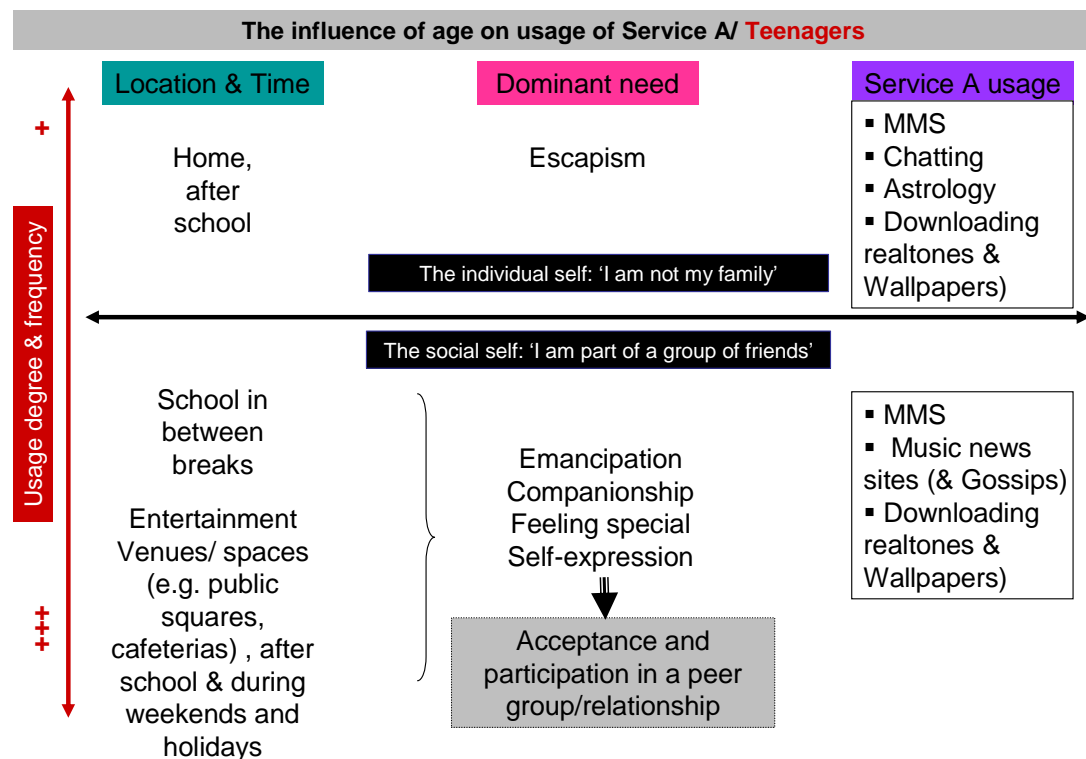 The influence of age on usage of Service A/ Teenagers
Location & Time
Dominant need
Service A usage
+
Usage degree & frequency
+++
Home,
after
school
Escapism
▪ MMS
▪ Chatting
▪ Astrology
▪ Downloading
realtones &
Wallpapers)
The individual self: ‘I am not my family’
The social self: ‘I am part of a group of friends’
School in
between
breaks
Entertainment
Venues/ spaces
(e.g. public
squares,
cafeterias) , after
school & during
weekends and
holidays
Emancipation
Companionship
Feeling special
Self-expression
Acceptance and
participation in a peer
group/relationship
▪ MMS
▪ Music news
sites (& Gossips)
▪ Downloading
realtones &
Wallpapers)